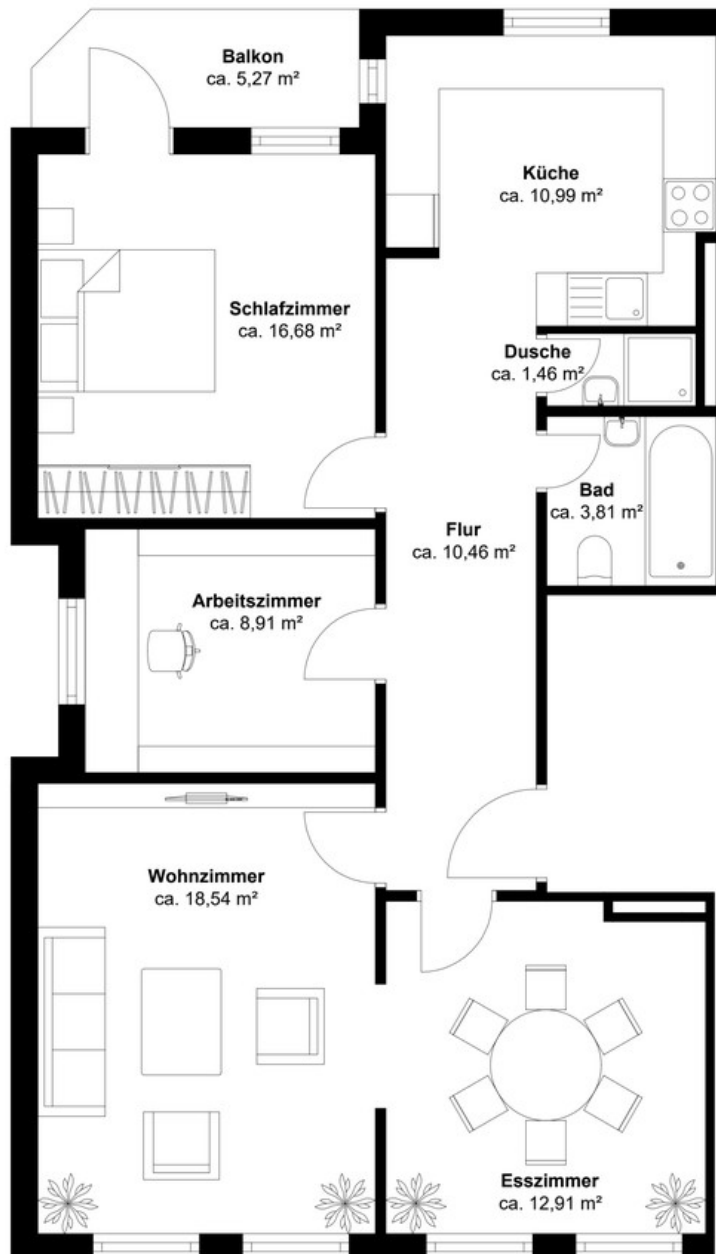 Balkon
ca. 5,27 m²
Küche
ca. 10,99 m²
Schlafzimmer
ca. 16,68 m²
Dusche
ca. 1,46 m²
Bad
ca. 3,81 m²
Flur
ca. 10,46 m²
Arbeitszimmer
ca. 8,91 m²
Wohnzimmer
ca. 18,54 m²
Esszimmer
ca. 12,91 m²